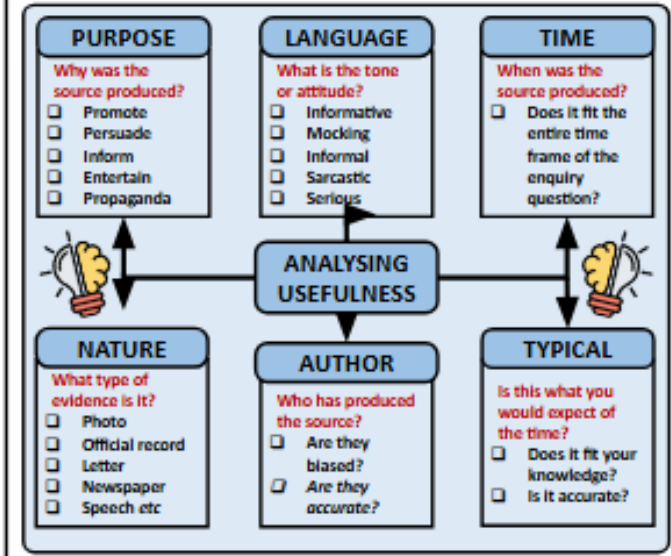 PURPOSE
Why was the
source produced?
❑ Promote
❑ Persuade
❑ Inform
❑ Entertain
❑ Propaganda
LANGUAGE
What is the tone
or attitude?
❑ Informative
❑ Mocking
❑ Informal
❑ Sarcastic
❑ Serious
TIME
When was the
source produced?
❑ Does it fit the
entire time
frame of the
enquiry
question?
ANALYSING
USEFULNESS
NATURE
What type of
evidence is it?
❑ Photo
❑ Official record
❑ Letter
❑ Newspaper
❑ Speech etc
AUTHOR
Who has produced
the source?
❑ Are they
biased?
❑ Are they
accurate?
TYPICAL
Is this what you
would expect of
the time?
❑ Does it fit your
knowledge?
❑ Is it accurate?